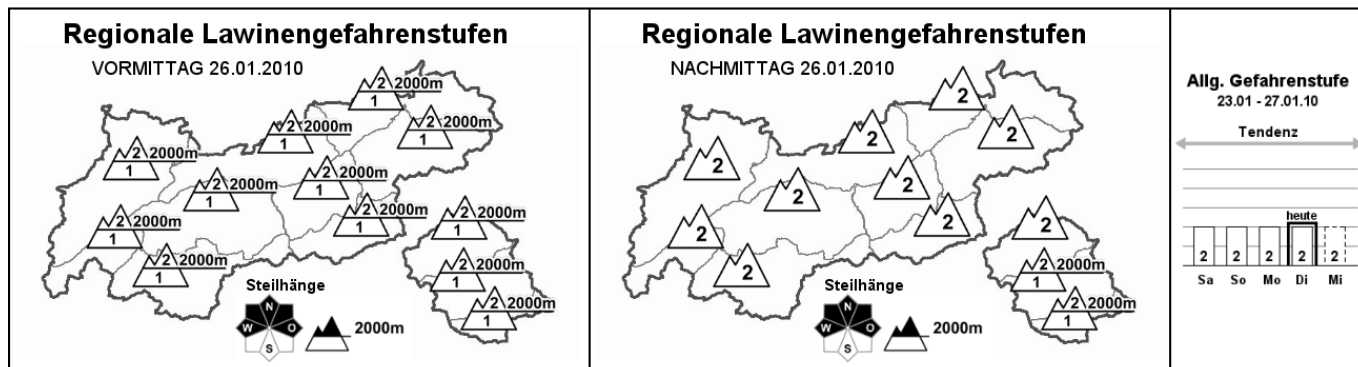 Regionale Lawinengefahrenstufen
VORMITTAG 26.01.2010
2 2000m
1
2 2000m
1
2 2000m
1
2 2000m
1
2 2000m
1
2 2000m
1
2 2000m
1
2 2000m
1
2 2000m
1
2 2000m
1
2 2000m
1
2 2000m
1
Steilhänge
N
W O
S
2000m
Regionale Lawinengefahrenstufen
NACHMITTAG 26.01.2010
2
2
2
2
2
2
2
2
2
2
2 2000m
1
2 2000m
1
Steilhänge
N
W O
S
2000m
Allg. Gefahrenstufe
23.01 - 27.01.10
Tendenz
heute
2 2 2 2 2
Sa So Mo Di Mi